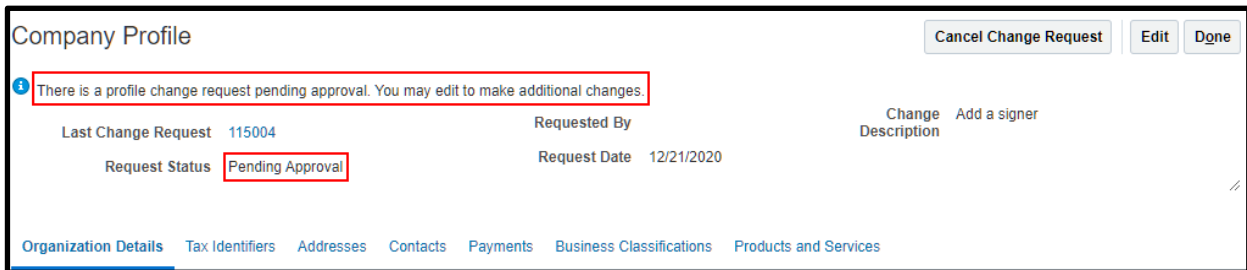 Company Profile
Cancel Change Request Edit Done
There is a profile change request pending approval. You may edit to make additional changes.
Last Change Request 115004
Request Status Pending Approval
Requested By
Request Date 12/21/2020
Change Description Add a signer
Organization Details Tax Identifiers Addresses Contacts Payments Business Classifications Products and Services